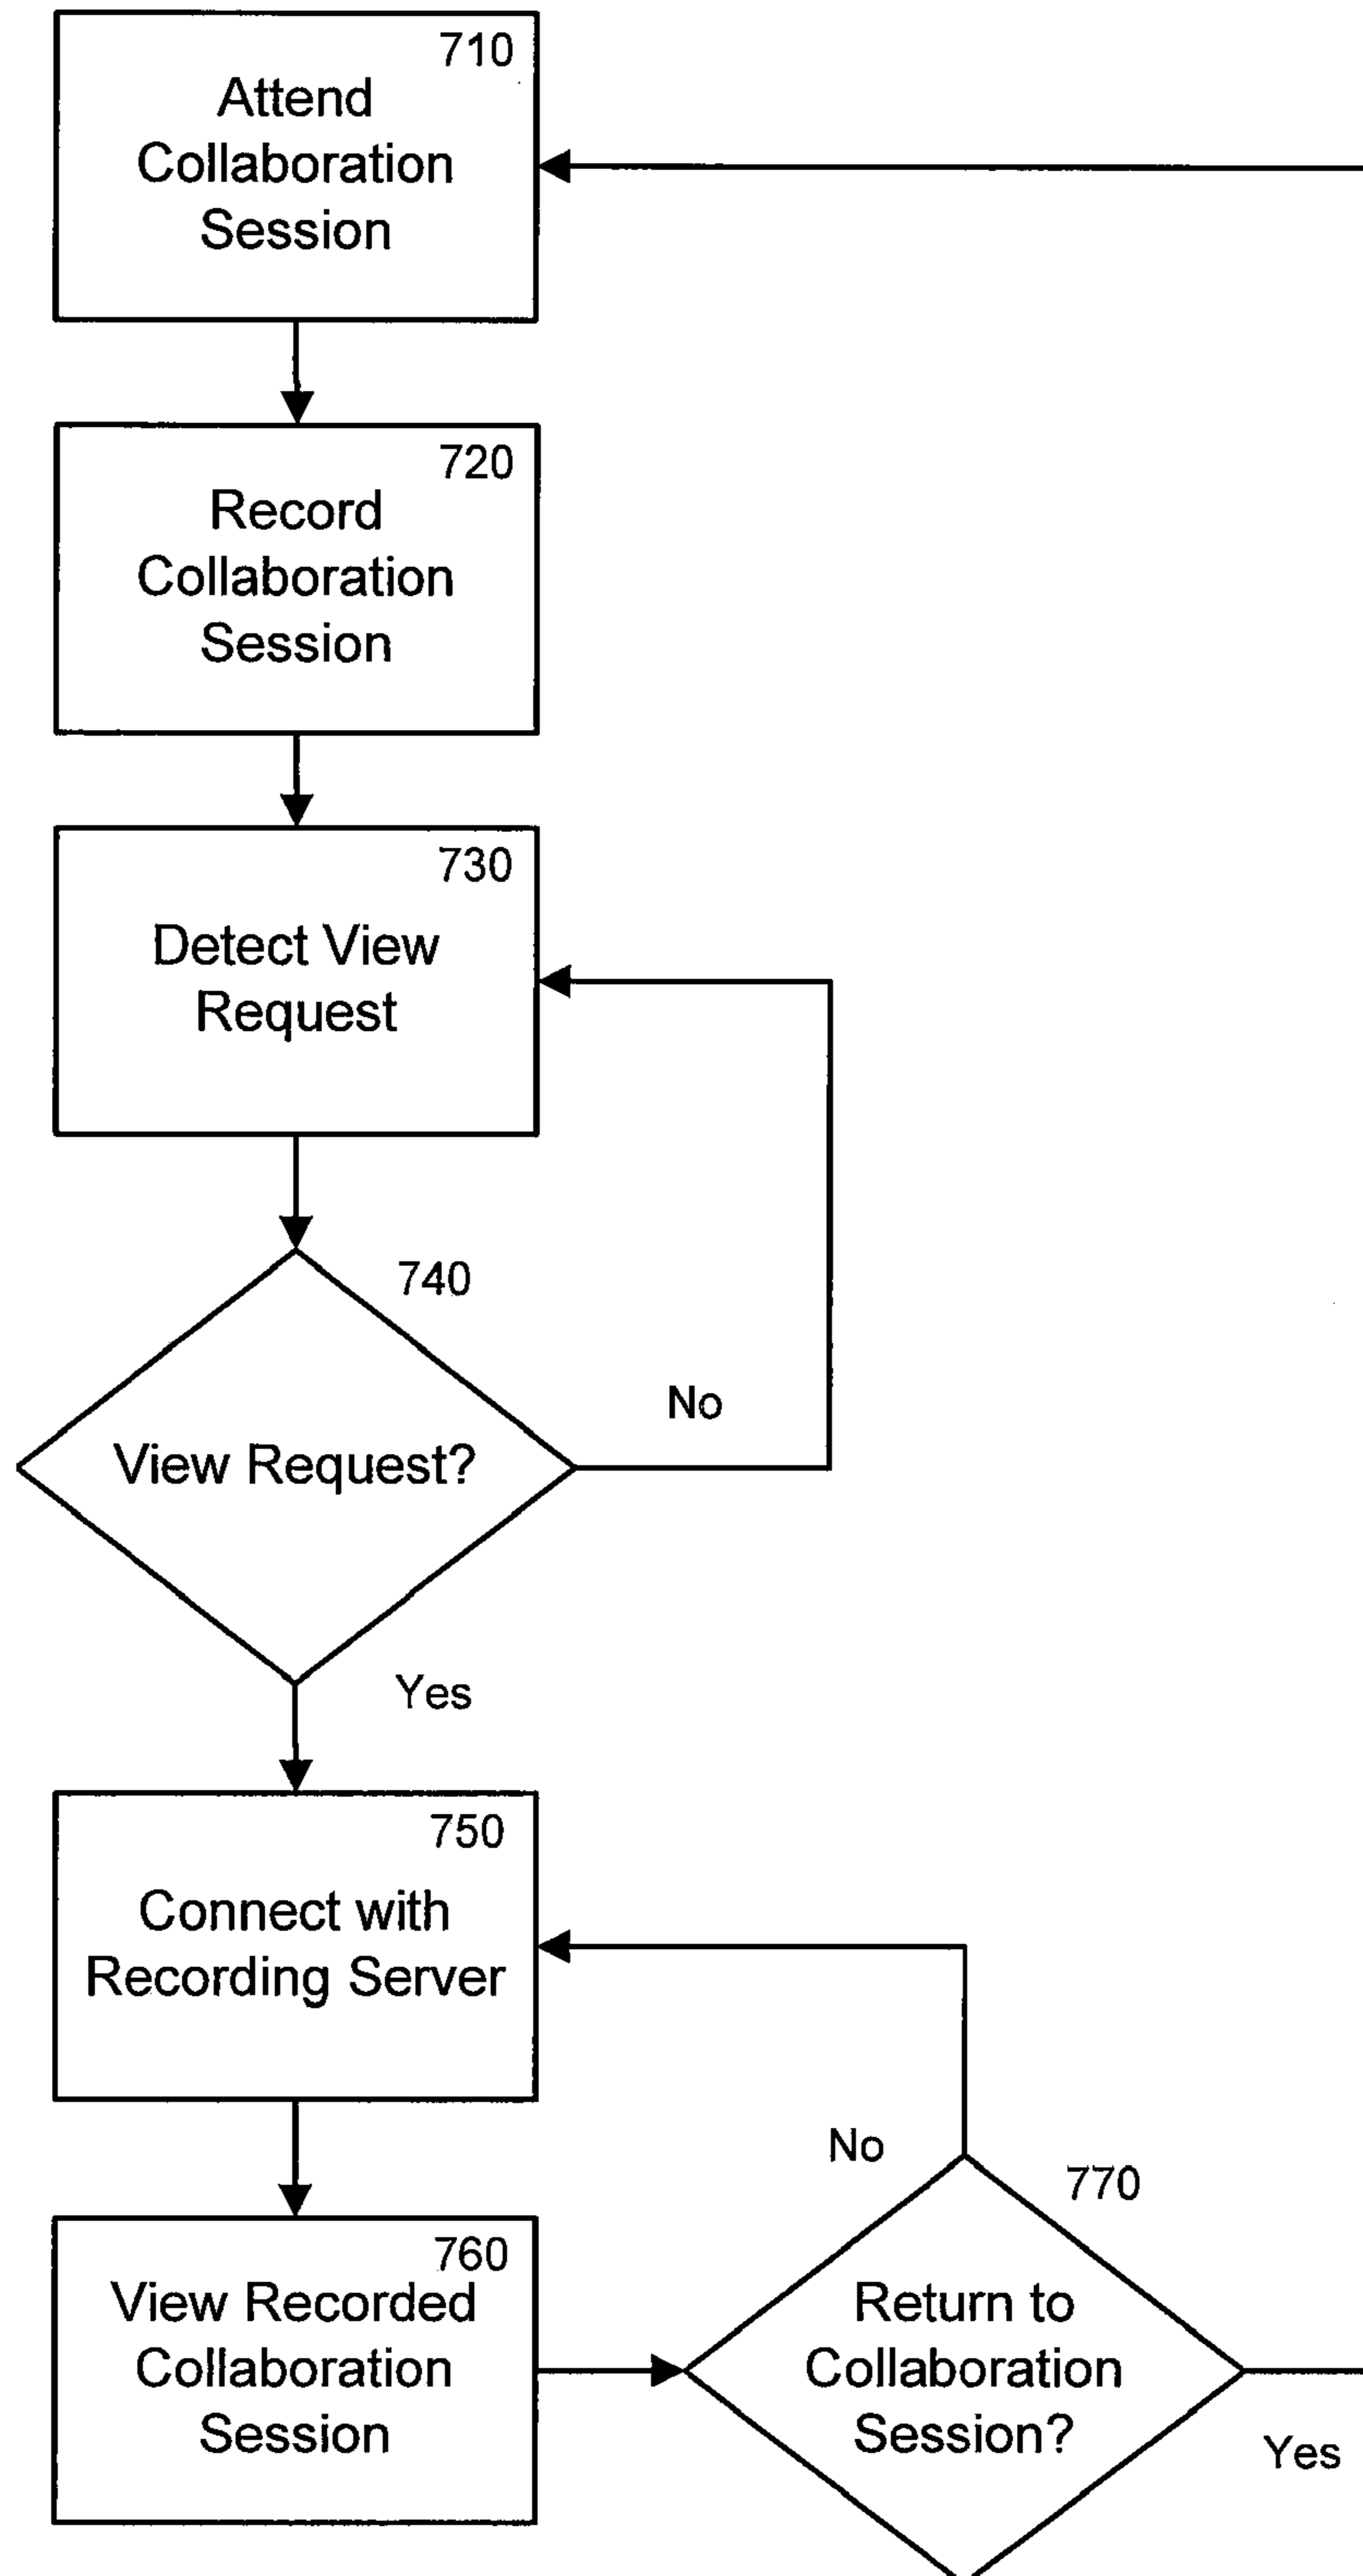 710
Attend
Collaboration
Session
720
Record
Collaboration
Session
730
Detect View
Request
740
View Request?
No
Yes
750
Connect with
Recording Server
760
View Recorded
Collaboration
Session
No
770
Return to
Collaboration
Session?
Yes